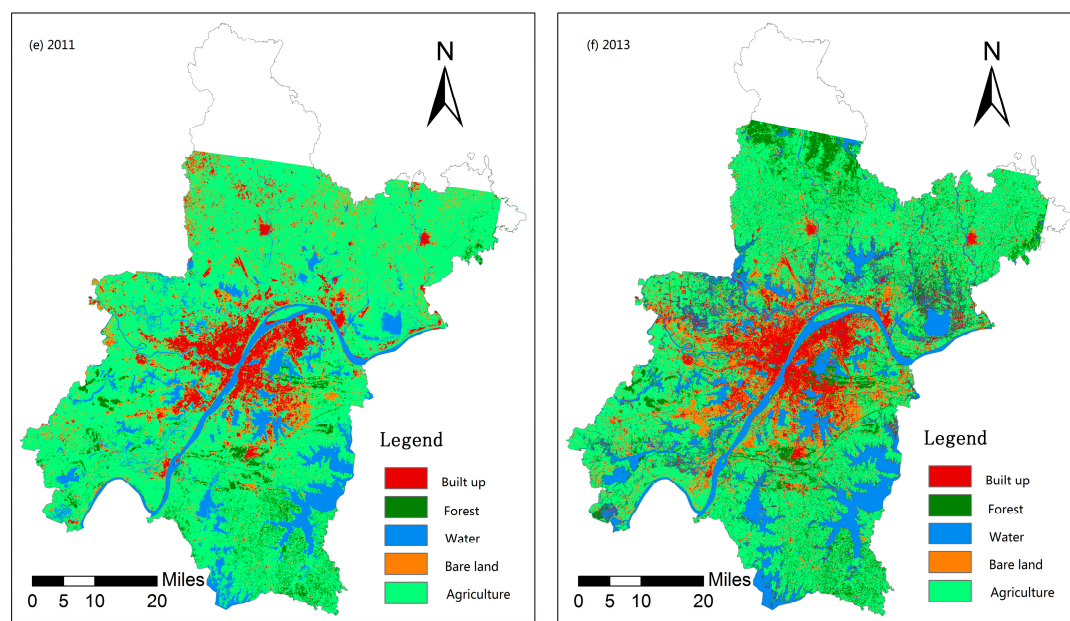 (e) 2011
N
Legend
Built up
Forest
Water
Bare land
Agriculture
Miles
0 5 10 20
(f) 2013
N
Legend
Built up
Forest
Water
Bare land
Agriculture
Miles
0 5 10 20